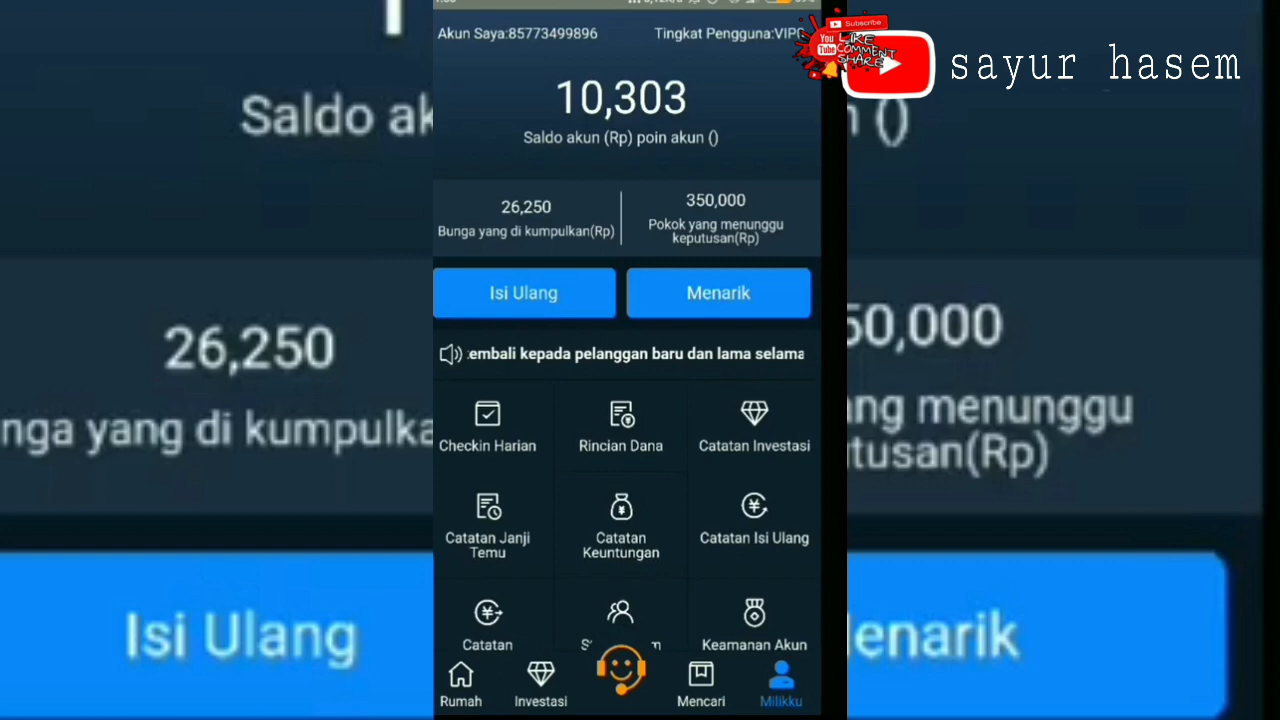 Akun Saya:85773499896 Tingkat Pengguna:VIP0
Subscribe
You Tube
LIKE
COMMENT
SHARE
sayur hasem
10,303
Saldo akun (Rp) poin akun ()
26,250
Bunga yang di kumpulkan(Rp)
350,000
Pokok yang menunggu
keputusan(Rp)
Isi Ulang Menarik
embali kepada pelanggan baru dan lama selama
Checkin Harian Rincian Dana Catatan Investasi
Catatan Janji
Temu
Catatan
Keuntungan
Catatan Isi Ulang
Catatan
Keamanan Akun
Rumah Investasi Mencari Milikku
Saldo ak
()
26,250
nga yang di kumpulka
50,000
ng menunggu
tusan(Rp)
Isi Ulang
enarik